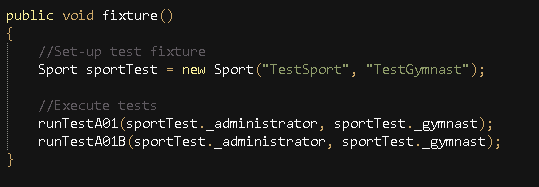 public void fixture()
{
//Set-up test fixture
Sport sportTest = new Sport("TestSport", "TestGymnast");
//Execute tests
runTestA01(sportTest._administrator, sportTest._gymnast);
runTestA01B(sportTest._administrator, sportTest._gymnast);
}